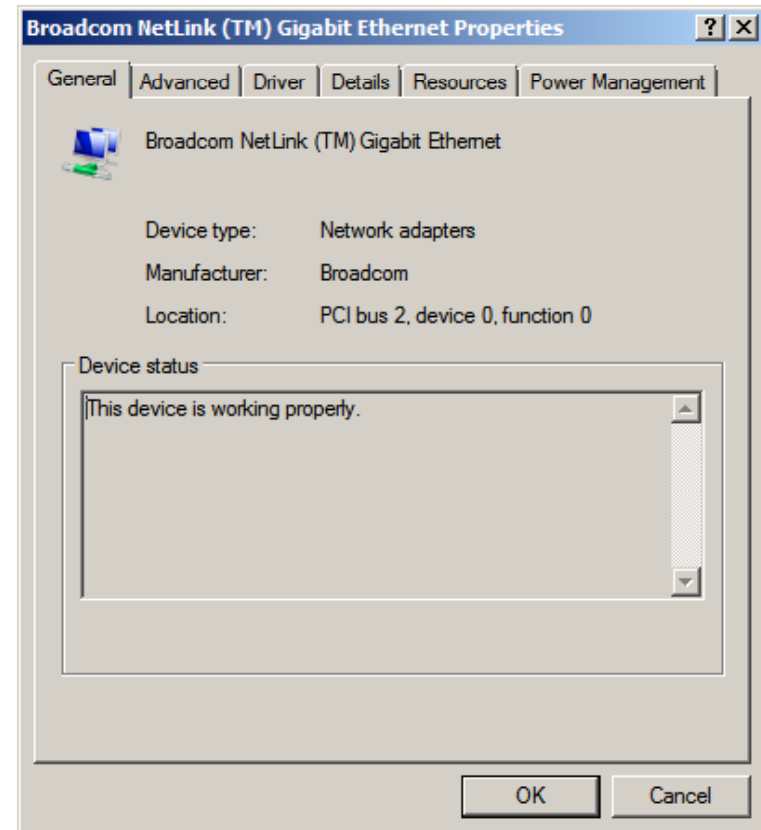 Broadcom NetLink (TM) Gigabit Ethernet Properties ? X
General Advanced Driver Details Resources Power Management
Broadcom NetLink (TM) Gigabit Ethernet
Device type: Network adapters
Manufacturer: Broadcom
Location: PCI bus 2, device 0, function 0
Device status
This device is working properly.
OK Cancel